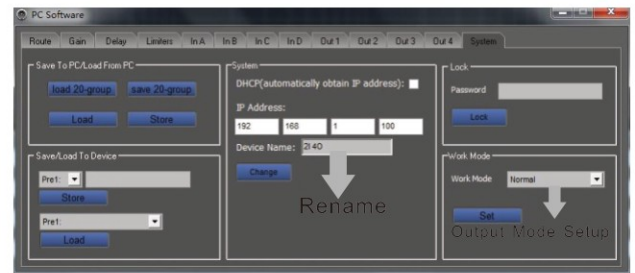 PC Software
Route Gain Delay Limiters In A In B In C In D Out 1 Out 2 Out 3 Out 4 System
Save To PC/Load From PC
load 20-group save 20-group
Load Store
Save/Load To Device
Pre1:
Store
Pre1:
Load
System
DHCP(automatically obtain IP address):
IP Address:
192 168 1 100
Device Name: 2I4O
Change
Rename
Lock
Password
Lock
Work Mode
Work Mode Normal
Set
Output Mode Setup